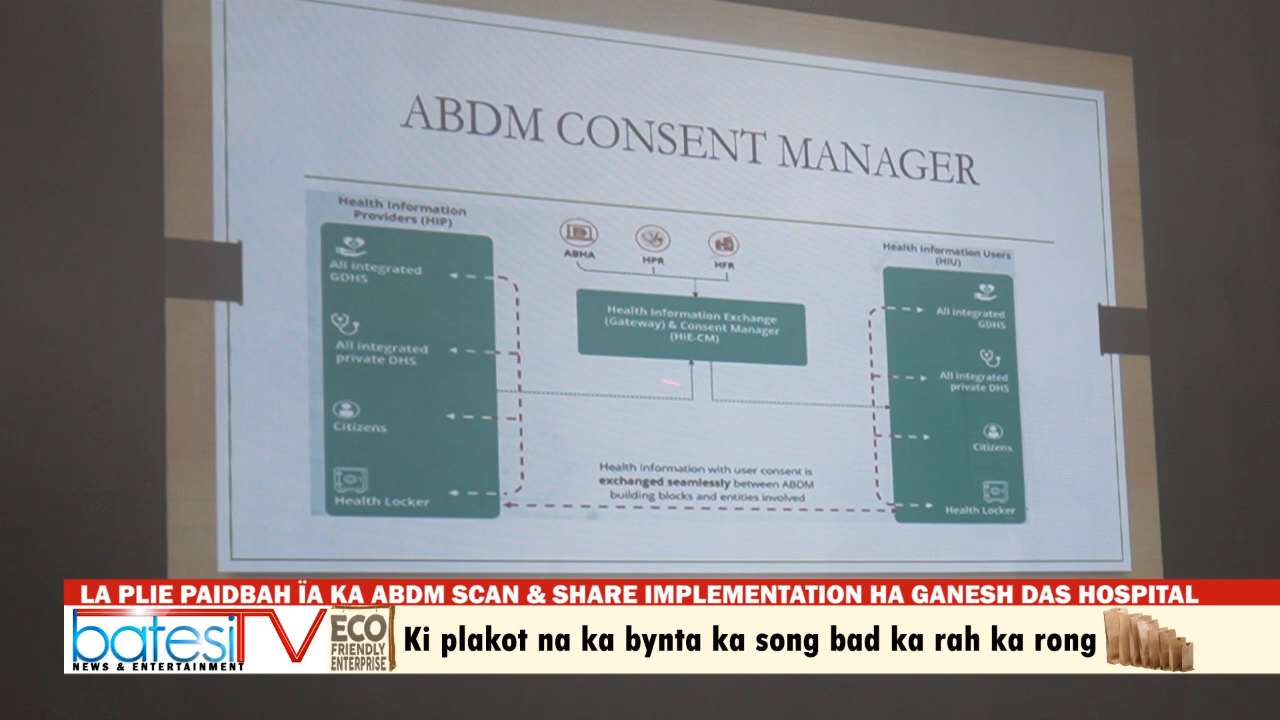 ABDM CONSENT MANAGER
Health Information
Providers (HIP)
All integrated
GDHS
All integrated
private DHS
Citizens
Health Locker
ABHA
HPR
HFR
Health Information Exchange
(Gateway) & Consent Manager
(HIE-CM)
Health information with user consent is
exchanged seamlessly between ABDM
building blocks and entities involved
Health Information Users
(HIU)
All integrated
GDHS
All integrated
private DHS
Citizens
Health Locker
LA PLIE PAIDBAH ÏA KA ABDM SCAN & SHARE IMPLEMENTATION HA GANESH DAS HOSPITAL
batesi TV
NEWS & ENTERTAINMENT
ECO
FRIENDLY
ENTERPRISE
Ki plakot na ka bynta ka song bad ka rah ka rong